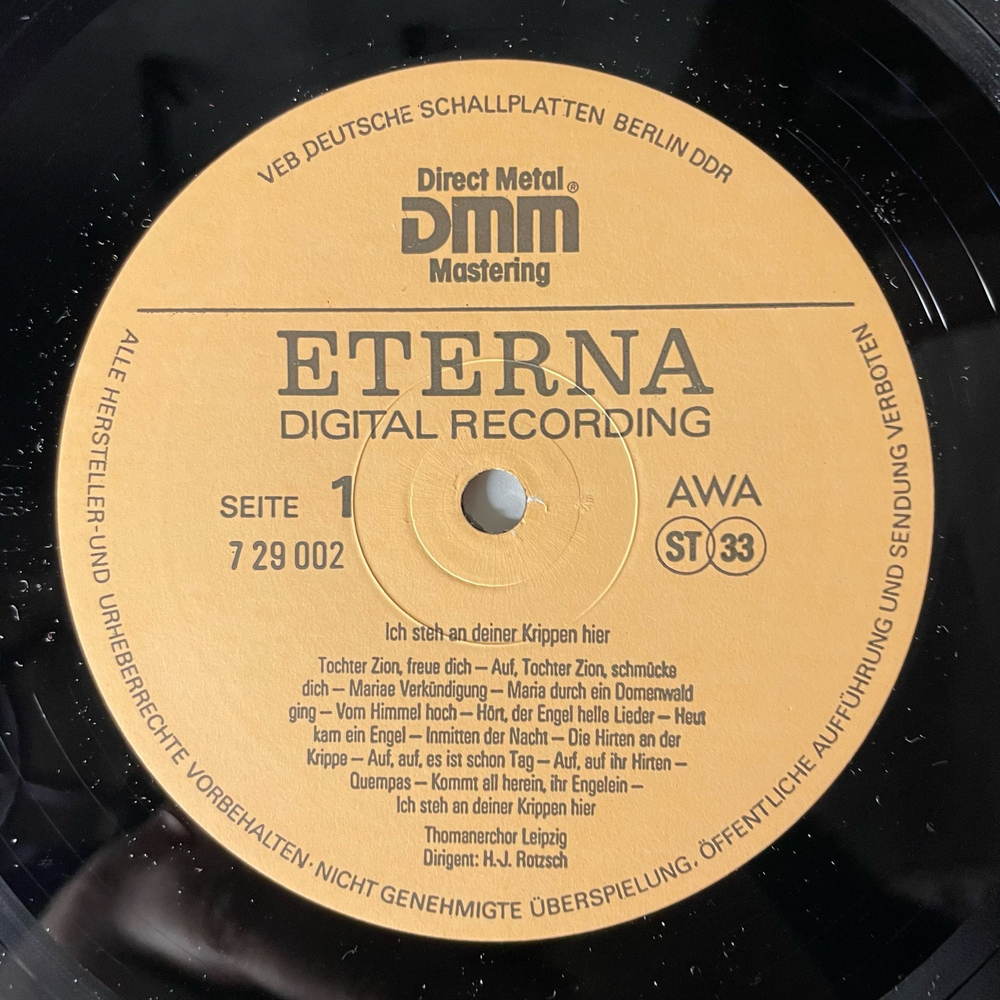 VEB DEUTSCHE SCHALLPLATTEN BERLIN DDR
Direct Metal
DMM®
Mastering
ETERNA
DIGITAL RECORDING
SEITE 1
7 29 002
AWA
ST 33
Ich steh an deiner Krippen hier
Tochter Zion, freue dich – Auf, Tochter Zion, schmücke
dich – Mariae Verkündigung – Maria durch ein Domenwald
ging – Vom Himmel hoch – Hört, der Engel helle Lieder – Heut
kam ein Engel – Inmitten der Nacht – Die Hirten an der
Krippe – Auf, auf, es ist schon Tag – Auf, auf ihr Hirten –
Quempas – Kommt all herein, ihr Engelein –
Ich steh an deiner Krippen hier
Thomanerchor Leipzig
Dirigent: H.-J. Rotzsch
ALLE HERSTELLER-UND URHEBERRECHTE VORBEHALTEN · NICHT GENEHMIGTE ÜBERSPIELUNG, ÖFFENTLICHE AUFFÜHRUNG UND SENDUNG VERBOTEN